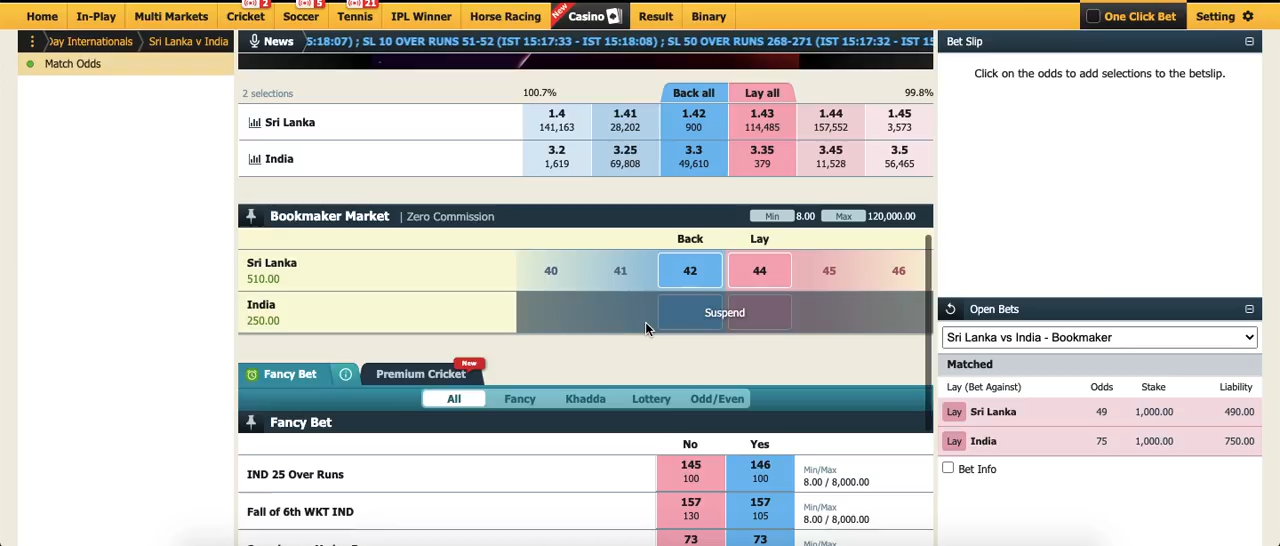 Home In-Play Multi Markets Cricket 2 Soccer 5 Tennis 21 IPL Winner Horse Racing New Casino Result Binary One Click Bet Setting
Day Internationals Sri Lanka v India
Match Odds
News 5:18:07) ; SL 10 OVER RUNS 51-52 (IST 15:17:33 - IST 15:18:08) ; SL 50 OVER RUNS 268-271 (IST 15:17:32 - IST 15
2 selections 100.7% Back all Lay all 99.8%
Sri Lanka 1.4 1.41 1.42 1.43 1.44 1.45
141,163 28,202 900 114,485 157,552 3,573
India 3.2 3.25 3.3 3.35 3.45 3.5
1,619 69,808 49,610 379 11,528 56,465
Bookmaker Market | Zero Commission Min 8.00 Max 120,000.00
Back Lay
Sri Lanka 40 41 42 44 45 46
510.00
India Suspend
250.00
Fancy Bet Premium Cricket New
All Fancy Khadda Lottery Odd/Even
Fancy Bet
No Yes
IND 25 Over Runs 145 146 Min/Max
100 100 8.00 / 8,000.00
Fall of 6th WKT IND 157 157 Min/Max
130 105 8.00 / 8,000.00
73 73 Min/Max
Bet Slip
Click on the odds to add selections to the betslip.
Open Bets
Sri Lanka vs India - Bookmaker
Matched
Lay (Bet Against) Odds Stake Liability
Lay Sri Lanka 49 1,000.00 490.00
Lay India 75 1,000.00 750.00
Bet Info